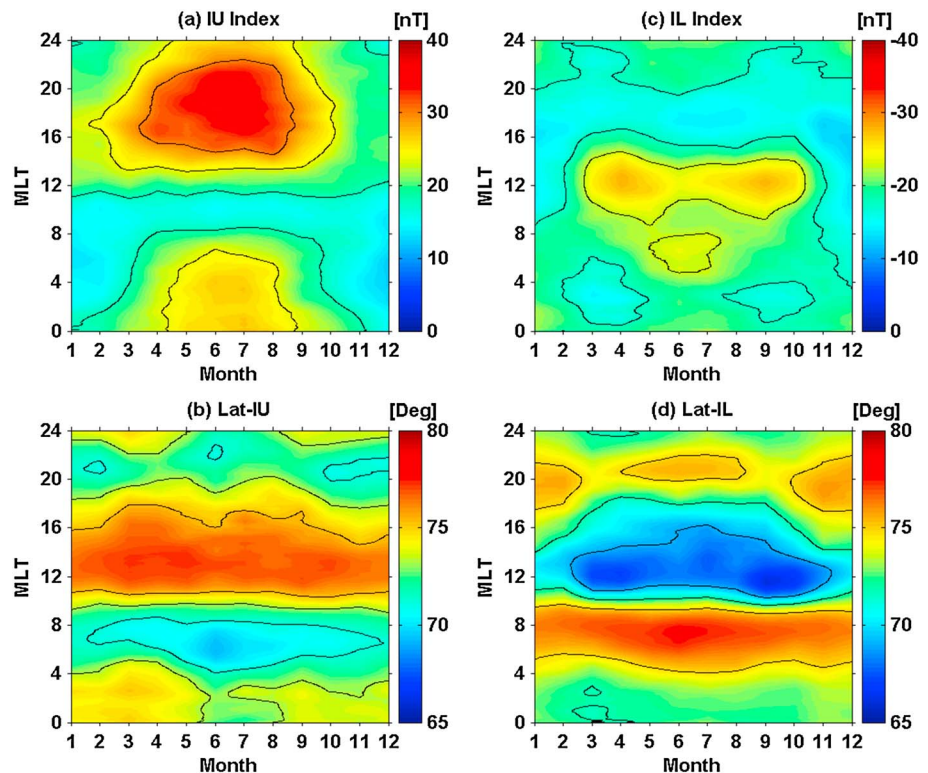 (a) IU Index [nT]
24 20 16 12 8 4 0
MLT
1 2 3 4 5 6 7 8 9 10 11 12
Month
40 30 20 10 0
(c) IL Index [nT]
24 20 16 12 8 4 0
MLT
1 2 3 4 5 6 7 8 9 10 11 12
Month
-40 -30 -20 -10 0
(b) Lat-IU [Deg]
24 20 16 12 8 4 0
MLT
1 2 3 4 5 6 7 8 9 10 11 12
Month
80 75 70 65
(d) Lat-IL [Deg]
24 20 16 12 8 4 0
MLT
1 2 3 4 5 6 7 8 9 10 11 12
Month
80 75 70 65